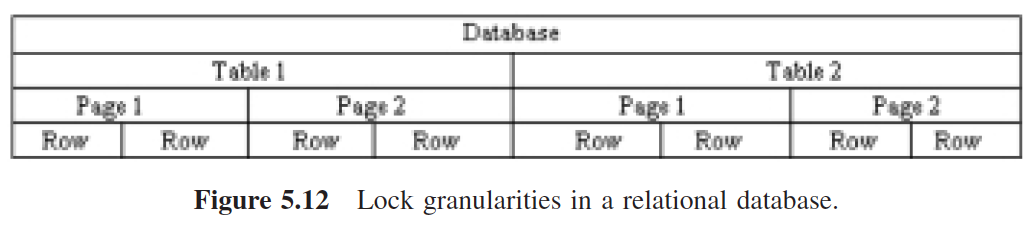 Database
Table 1 Table 2
Page 1 Page 2 Page 1 Page 2
Row Row Row Row Row Row Row Row
Figure 5.12 Lock granularities in a relational database.